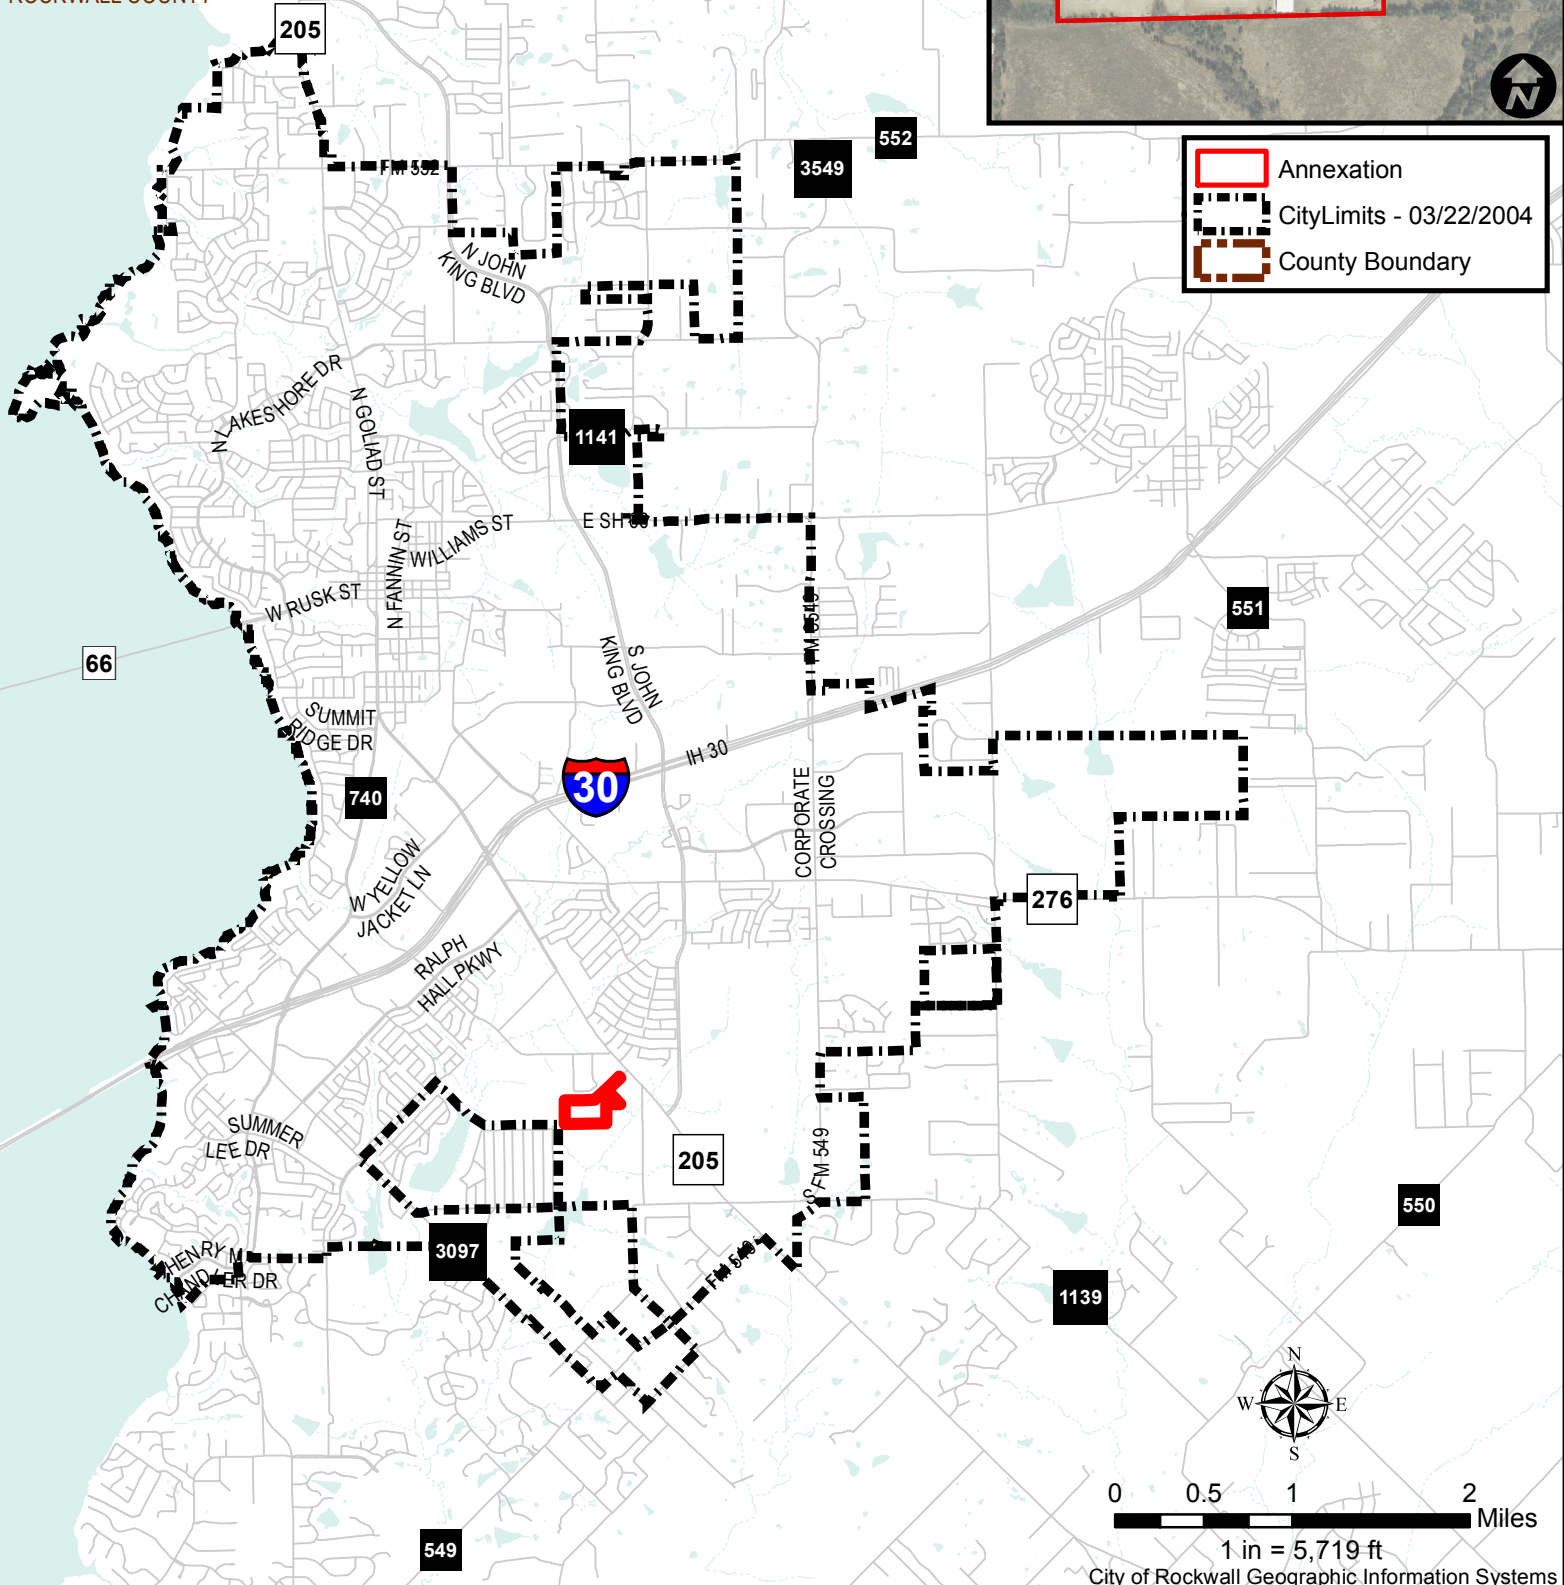 205
552
3549
Annexation
CityLimits - 03/22/2004
County Boundary
FM 552
N JOHN
KING BLVD
N LAKESHORE DR
N GOLIAD ST
1141
E SH 66
WILLIAMS ST
N FANNIN ST
W RUSK ST
66
551
FM 3549
S JOHN
KING BLVD
SUMMIT
RIDGE DR
IH 30
30
740
CORPORATE
CROSSING
W YELLOW
JACKET LN
276
RALPH
HALL PKWY
SUMMER
LEE DR
205
S FM 549
550
3097
HENRY M
CHANDLER DR
FM 549
1139
N
W E
S
0 0.5 1 2
Miles
1 in = 5,719 ft
549
City of Rockwall Geographic Information Systems
N